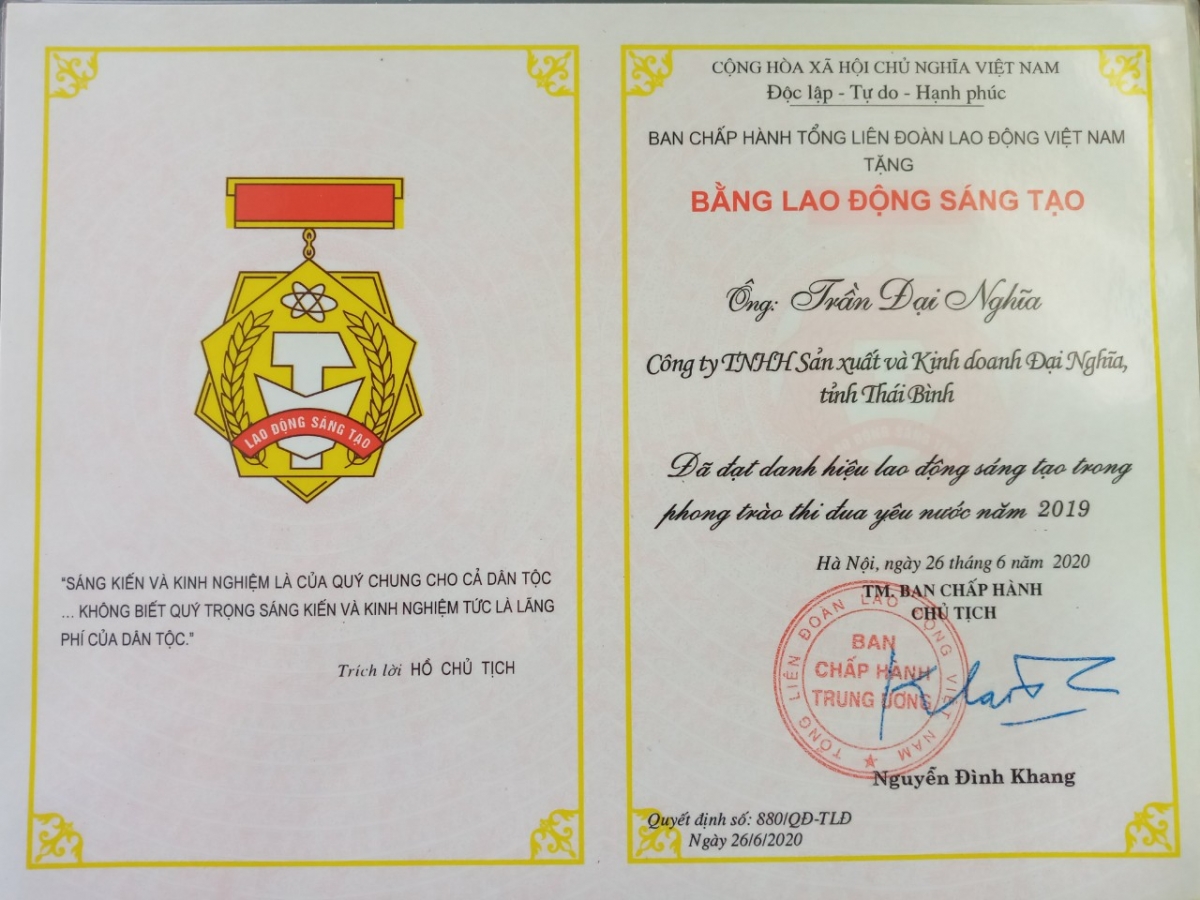 LAO ĐỘNG SÁNG TẠO
"SÁNG KIẾN VÀ KINH NGHIỆM LÀ CỦA QUÝ CHUNG CHO CẢ DÂN TỘC
... KHÔNG BIẾT QUÝ TRỌNG SÁNG KIẾN VÀ KINH NGHIỆM TỨC LÀ LÃNG
PHÍ CỦA DÂN TỘC."
Trích lời HỒ CHỦ TỊCH
CỘNG HÒA XÃ HỘI CHỦ NGHĨA VIỆT NAM
Độc lập - Tự do - Hạnh phúc
BAN CHẤP HÀNH TỔNG LIÊN ĐOÀN LAO ĐỘNG VIỆT NAM
TẶNG
BẰNG LAO ĐỘNG SÁNG TẠO
Ông: Trần Đại Nghĩa
Công ty TNHH Sản xuất và Kinh doanh Đại Nghĩa,
tỉnh Thái Bình
Đã đạt danh hiệu lao động sáng tạo trong
phong trào thi đua yêu nước năm 2019
Hà Nội, ngày 26 tháng 6 năm 2020
TM. BAN CHẤP HÀNH
CHỦ TỊCH
TỔNG LIÊN ĐOÀN LAO ĐỘNG VIỆT NAM
BAN
CHẤP HÀNH
TRUNG ƯƠNG
Nguyễn Đình Khang
Quyết định số: 880/QĐ-TLĐ
Ngày 26/6/2020